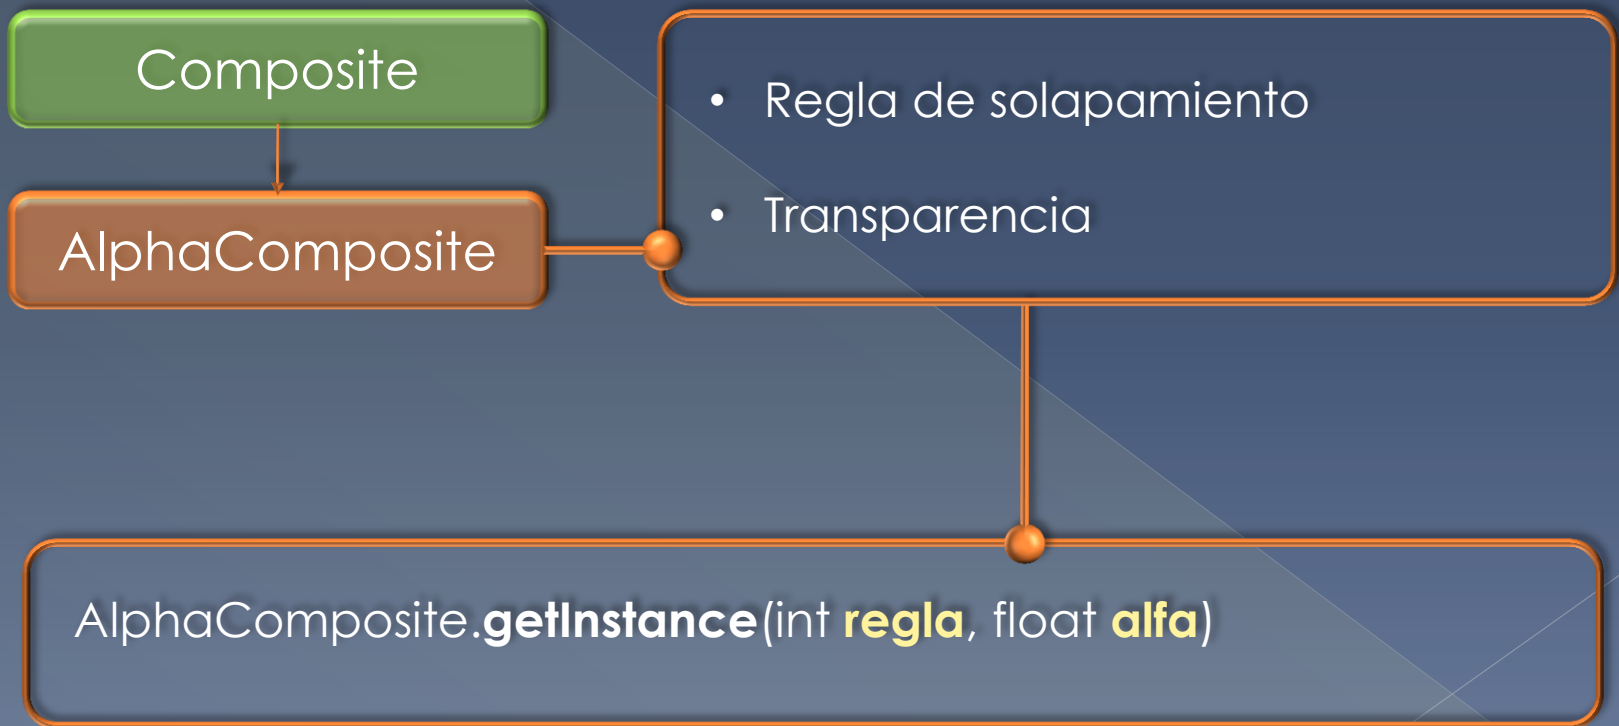 Composite
AlphaComposite
• Regla de solapamiento
• Transparencia
AlphaComposite.getInstance(int regla, float alfa)